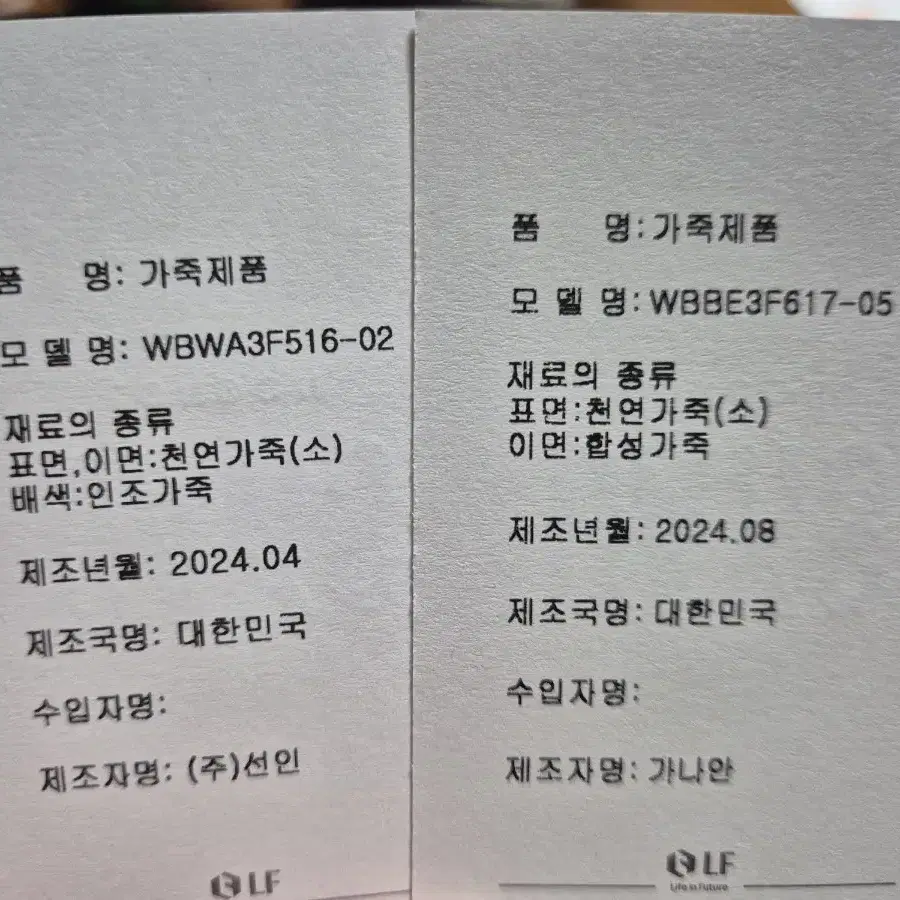 품 명: 가죽제품
모 델 명: WBWA3F516-02
재료의 종류
표면,이면:천연가죽(소)
배색:인조가죽
제조년월: 2024.04
제조국명: 대한민국
수입자명:
제조자명: (주)선인
LF
품 명:가죽제품
모 델 명:WBBE3F617-05
재료의 종류
표면:천연가죽(소)
이면:합성가죽
제조년월: 2024.08
제조국명: 대한민국
수입자명:
제조자명: 가나안
LF
Life in Future